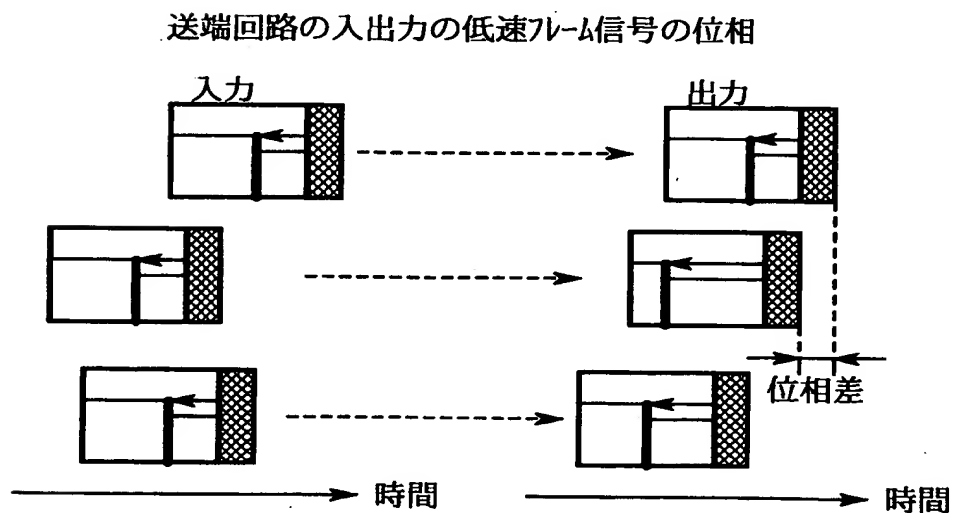 送端回路の入出力の低速フレーム信号の位相
入力
出力
位相差
時間
時間